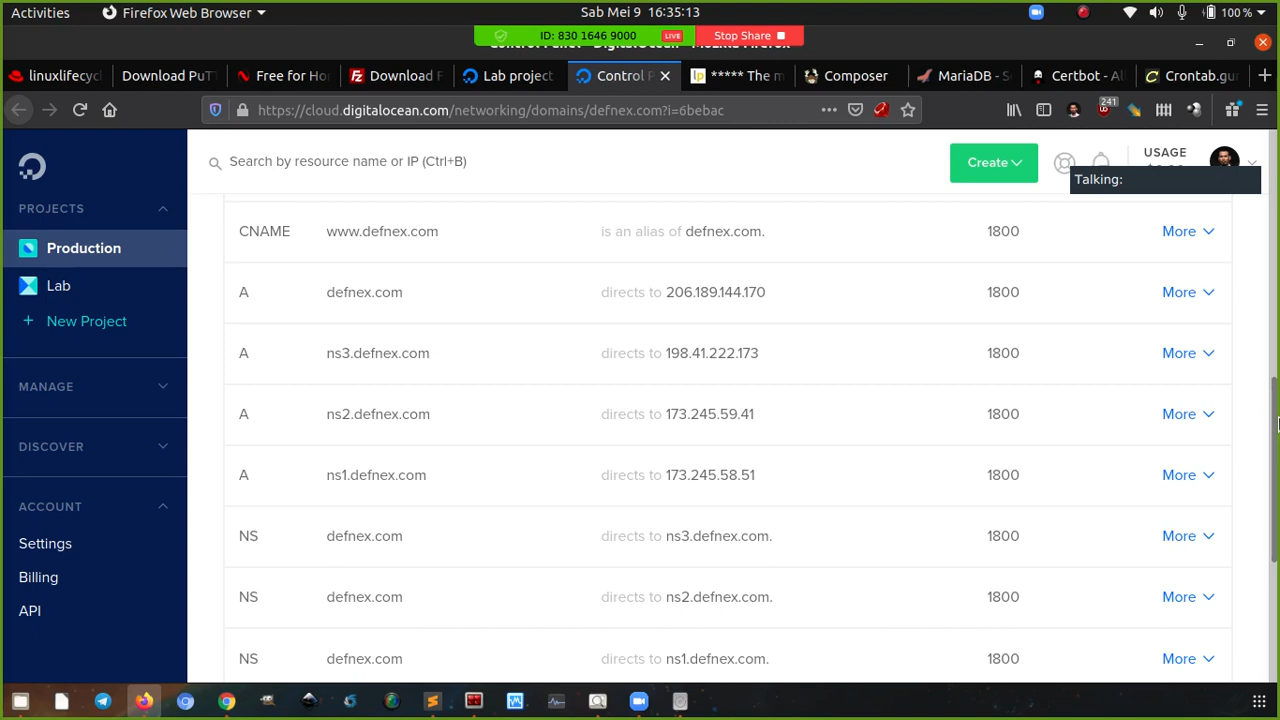 Activities
Firefox Web Browser
Sab Mei 9 16:35:13
100 %
ID: 830 1646 9000
LIVE
Stop Share
linuxlifecycl
Download PuT
Free for Ho
Download F
Lab project
Control P
***** The m
Composer
MariaDB - S
Certbot - Al
Crontab.gur
https://cloud.digitalocean.com/networking/domains/defnex.com?i=6bebac
241
Search by resource name or IP (Ctrl+B)
Create
USAGE
Talking:
PROJECTS
Production
Lab
+ New Project
MANAGE
DISCOVER
ACCOUNT
Settings
Billing
API
CNAME www.defnex.com is an alias of defnex.com. 1800 More
A defnex.com directs to 206.189.144.170 1800 More
A ns3.defnex.com directs to 198.41.222.173 1800 More
A ns2.defnex.com directs to 173.245.59.41 1800 More
A ns1.defnex.com directs to 173.245.58.51 1800 More
NS defnex.com directs to ns3.defnex.com. 1800 More
NS defnex.com directs to ns2.defnex.com. 1800 More
NS defnex.com directs to ns1.defnex.com. 1800 More